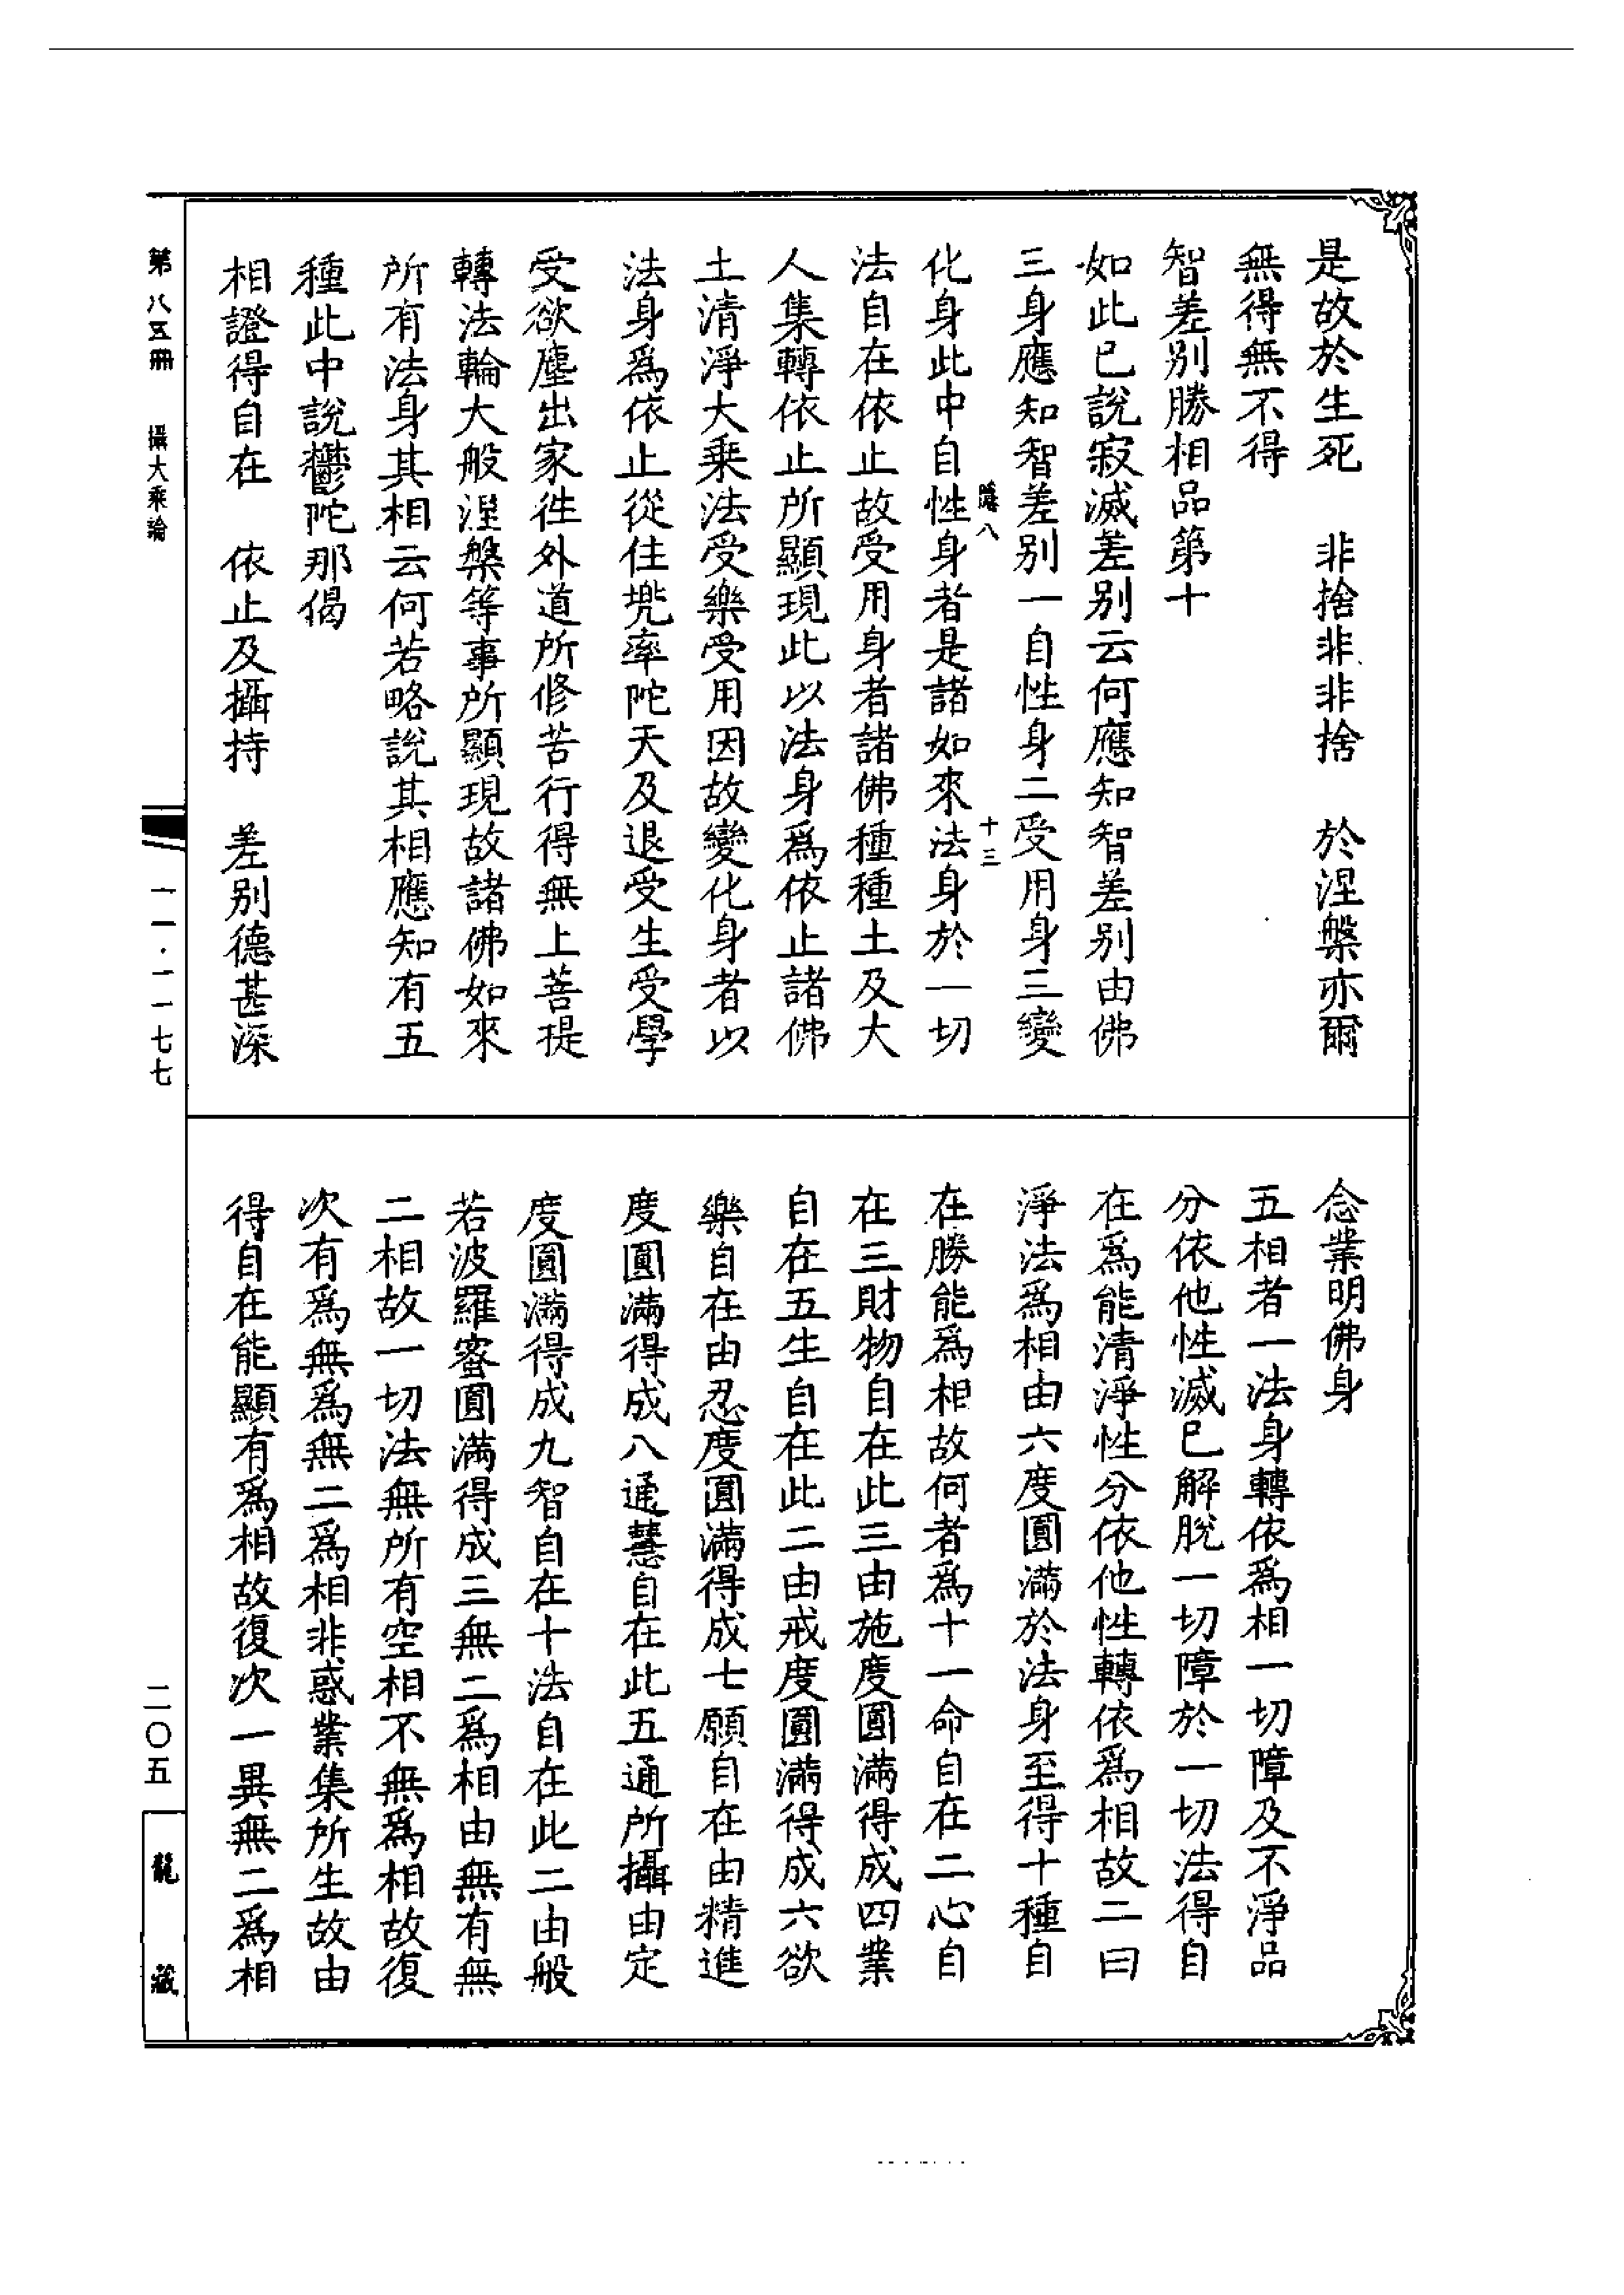 是故於生死　非捨非非捨　於涅槃亦爾
無得無不得
智差别勝相品第十
如此已說寂滅差别云何應知智差别由佛
三身應知智差别一自性身二受用身三變
化身此中自性身者是諸如來法身於一切
法自在依止故受用身者諸佛種種土及大
人集轉依止所顯現此以法身爲依止諸佛
土清淨大乗法受樂受用因故變化身者以
法身爲依止從住兜率陀天及退受生受學
受欲塵出家徃外道所修苦行得無上菩提
轉法輪大般涅槃等事所顯現故諸佛如來
所有法身其相云何若略說其相應知有五
種此中說鬱陀那偈
相證得自在　依止及攝持　差别德甚深
念業明佛身
五相者一法身轉依爲相一切障及不淨品
分依他性滅已解脫一切障於一切法得自
在爲能清淨性分依他性轉依爲相故二曰
淨法爲相由六度圓滿於法身至得十種自
在勝能爲相故何者爲十一命自在二心自
在三財物自在此三由施度圓滿得成四業
自在五生自在此二由戒度圓滿得成六欲
樂自在由忍度圓滿得成七願自在由精進
度圓滿得成八通慧自在此五通所攝由定
度圓滿得成九智自在十法自在此二由般
若波羅蜜圓滿得成三無二爲相由無有無
二相故一切法無所有空相不無爲相故復
次有爲無爲無二爲相非惑業集所生故由
得自在能顯有爲相故復次一異無二爲相
八
十三
第八五冊　攝大乗論
一一·一一七七
二〇五
龍藏